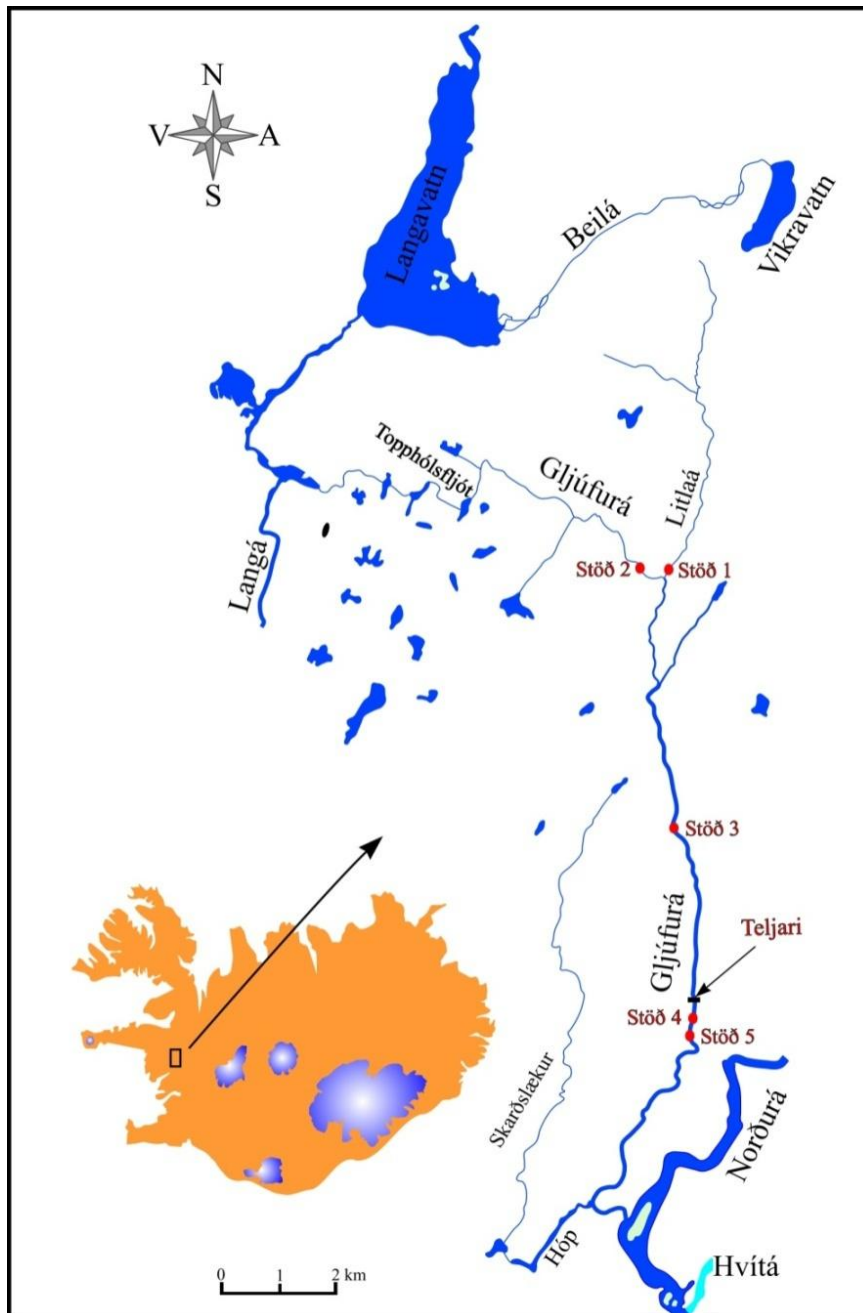 N
V
A
S
Langavatn
Beilá
Vikravatn
Topphólsfljót
Gljúfurá
Litlaá
Langá
Stöð 2
Stöð 1
Stöð 3
Gljúfurá
Teljari
Stöð 4
Stöð 5
Skarðslækur
Norðurá
Hóp
Hvítá
0 1 2 km